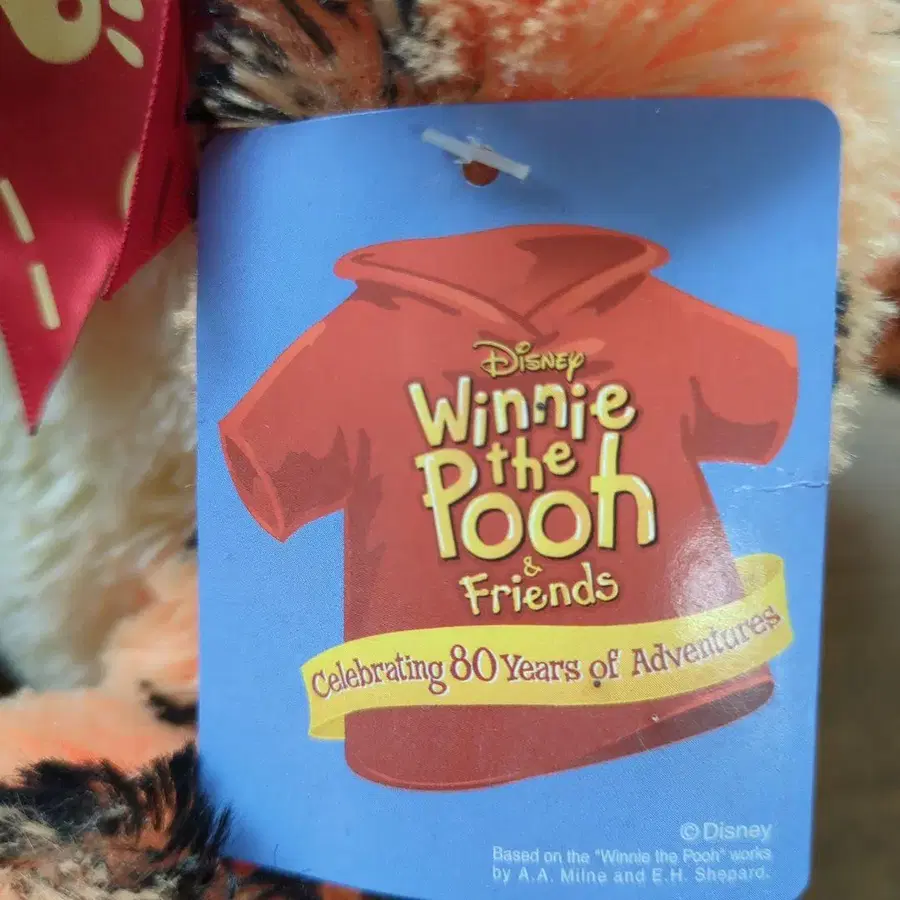 Disney
Winnie
the
Pooh
&
Friends
Celebrating 80 Years of Adventures
© Disney
Based on the "Winnie the Pooh" works
by A.A. Milne and E.H. Shepard.